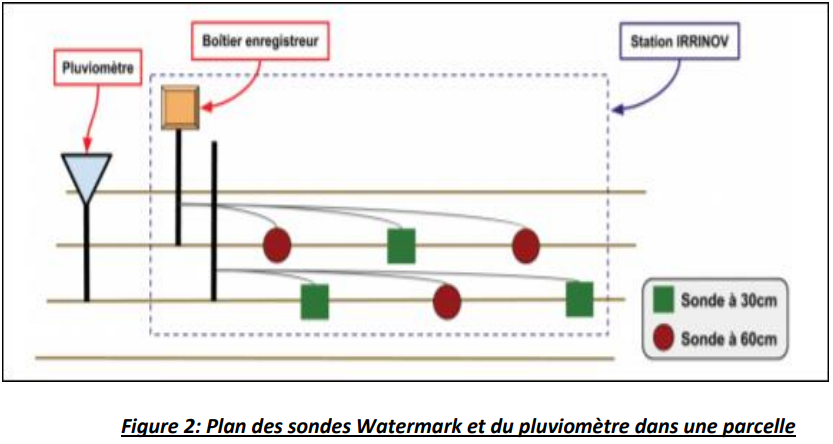 Boîtier enregistreur
Station IRRINOV
Pluviomètre
Sonde à 30cm
Sonde à 60cm
Figure 2: Plan des sondes Watermark et du pluviomètre dans une parcelle